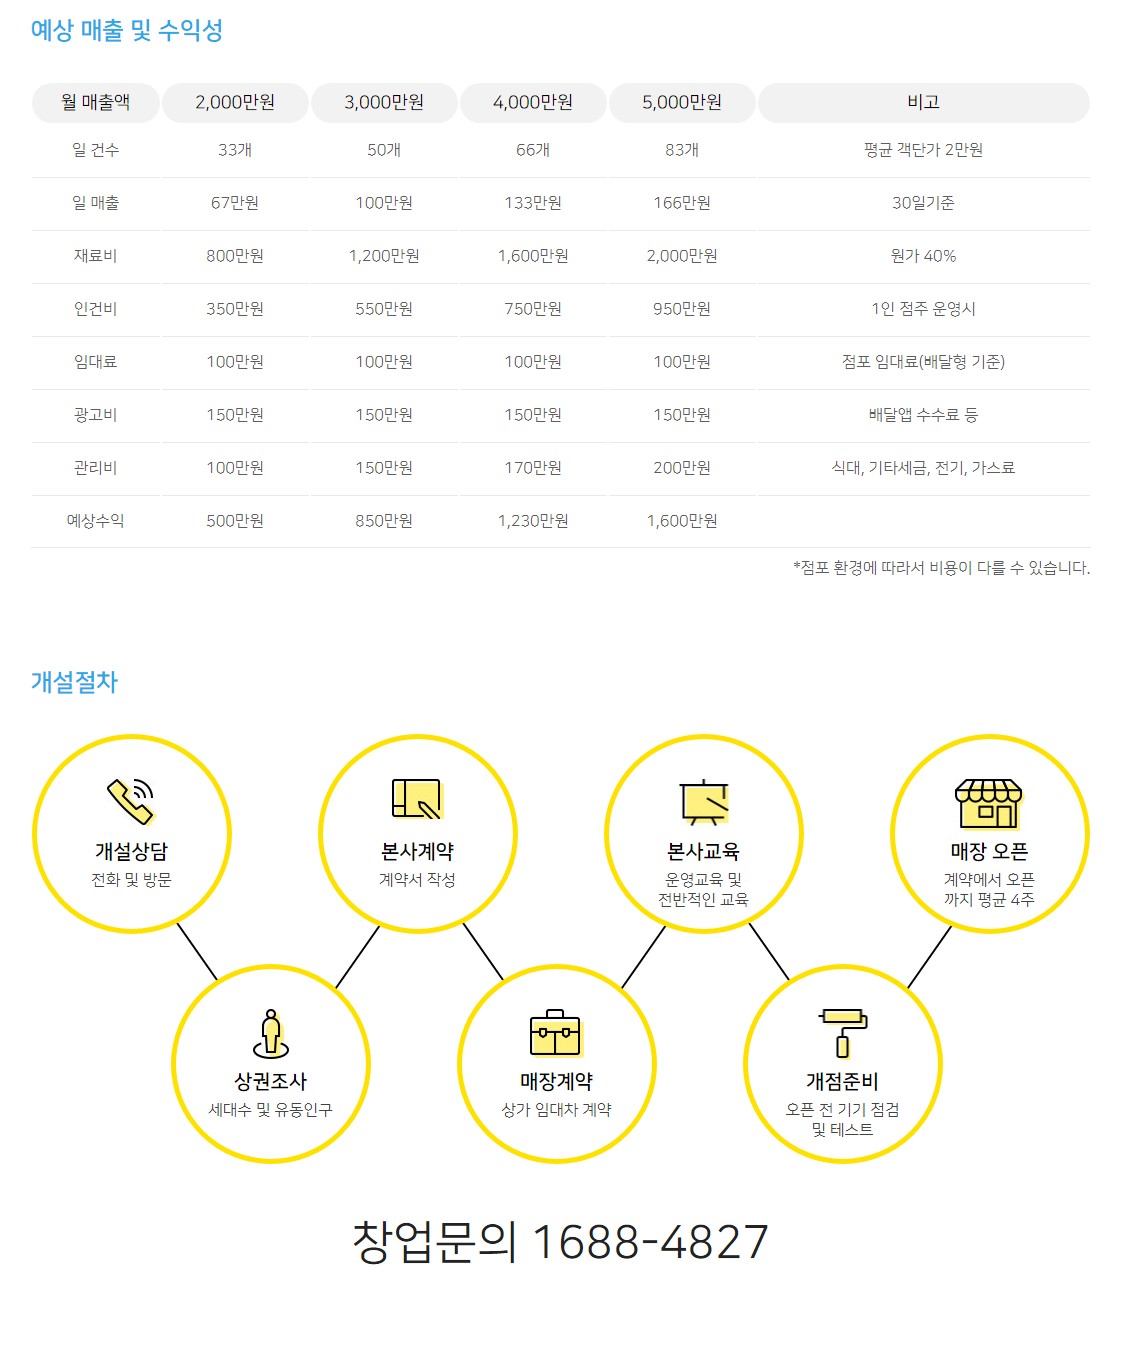 예상 매출 및 수익성
월 매출액 2,000만원 3,000만원 4,000만원 5,000만원 비고
일 건수 33개 50개 66개 83개 평균 객단가 2만원
일 매출 67만원 100만원 133만원 166만원 30일기준
재료비 800만원 1,200만원 1,600만원 2,000만원 원가 40%
인건비 350만원 550만원 750만원 950만원 1인 점주 운영시
임대료 100만원 100만원 100만원 100만원 점포 임대료(배달형 기준)
광고비 150만원 150만원 150만원 150만원 배달앱 수수료 등
관리비 100만원 150만원 170만원 200만원 식대, 기타세금, 전기, 가스료
예상수익 500만원 850만원 1,230만원 1,600만원
*점포 환경에 따라서 비용이 다를 수 있습니다.
개설절차
개설상담
전화 및 방문
상권조사
세대수 및 유동인구
본사계약
계약서 작성
매장계약
상가 임대차 계약
본사교육
운영교육 및
전반적인 교육
개점준비
오픈 전 기기 점검
및 테스트
매장 오픈
계약에서 오픈
까지 평균 4주
창업문의 1688-4827